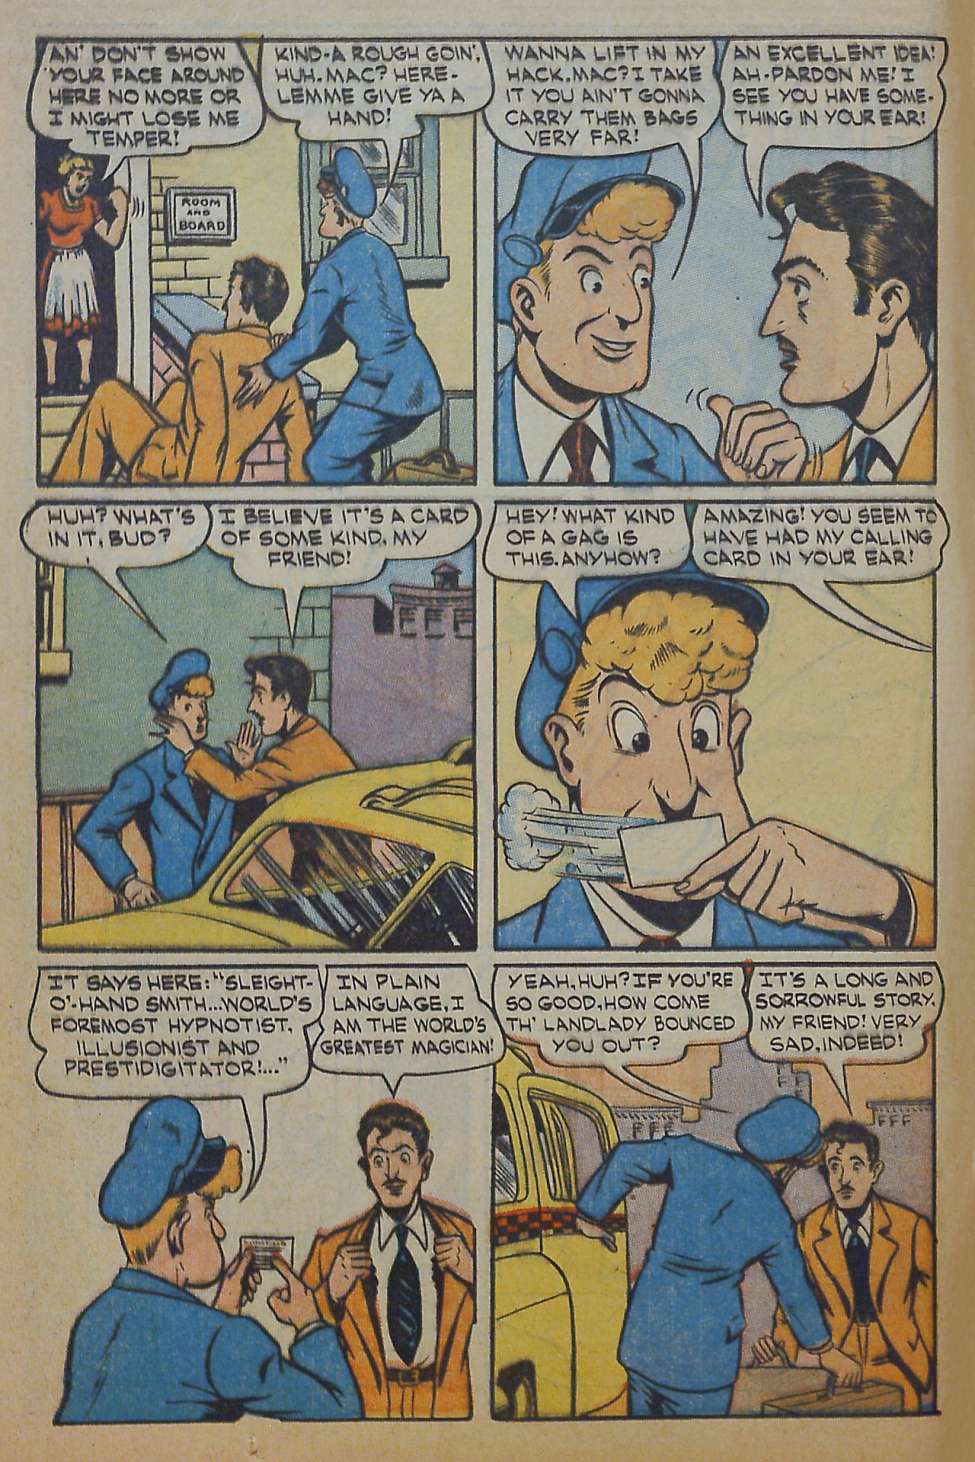 AN' DON'T SHOW
YOUR FACE AROUND
HERE NO MORE OR
I MIGHT LOSE ME
TEMPER!
KIND-A ROUGH GOIN',
HUH, MAC? HERE-
LEMME GIVE YA A
HAND!
ROOM
AND
BOARD
WANNA LIFT IN MY
HACK, MAC? I TAKE
IT YOU AIN'T GONNA
CARRY THEM BAGS
VERY FAR!
AN EXCELLENT IDEA!
AH-PARDON ME! I
SEE YOU HAVE SOME-
THING IN YOUR EAR!
HUH? WHAT'S
IN IT, BUD?
I BELIEVE IT'S A CARD
OF SOME KIND, MY
FRIEND!
HEY! WHAT KIND
OF A GAG IS
THIS, ANYHOW?
AMAZING! YOU SEEM TO
HAVE HAD MY CALLING
CARD IN YOUR EAR!
IT SAYS HERE: "SLEIGHT-
O'-HAND SMITH...WORLD'S
FOREMOST HYPNOTIST,
ILLUSIONIST AND
PRESTIDIGITATOR!..."
IN PLAIN
LANGUAGE, I
AM THE WORLD'S
GREATEST MAGICIAN!
YEAH, HUH? IF YOU'RE
SO GOOD, HOW COME
TH' LANDLADY BOUNCED
YOU OUT?
IT'S A LONG AND
SORROWFUL STORY,
MY FRIEND! VERY
SAD, INDEED!